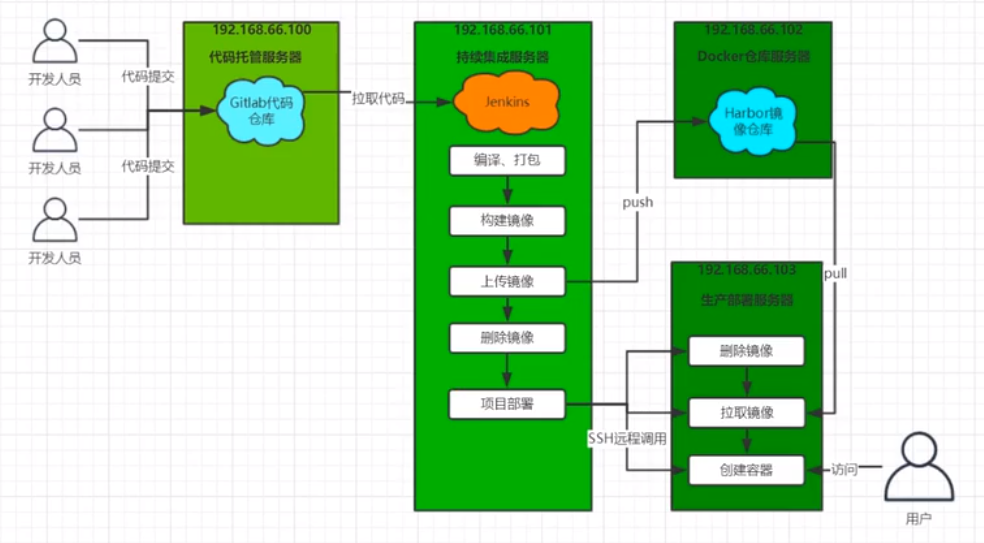 开发人员
代码提交
开发人员
代码提交
开发人员
192.168.66.100
代码托管服务器
Gitlab代码
仓库
拉取代码
192.168.66.101
持续集成服务器
Jenkins
编译、打包
构建镜像
上传镜像
删除镜像
项目部署
push
192.168.66.102
Docker仓库服务器
Harbor镜
像仓库
pull
SSH远程调用
192.168.66.103
生产部署服务器
删除镜像
拉取镜像
创建容器
访问
用户